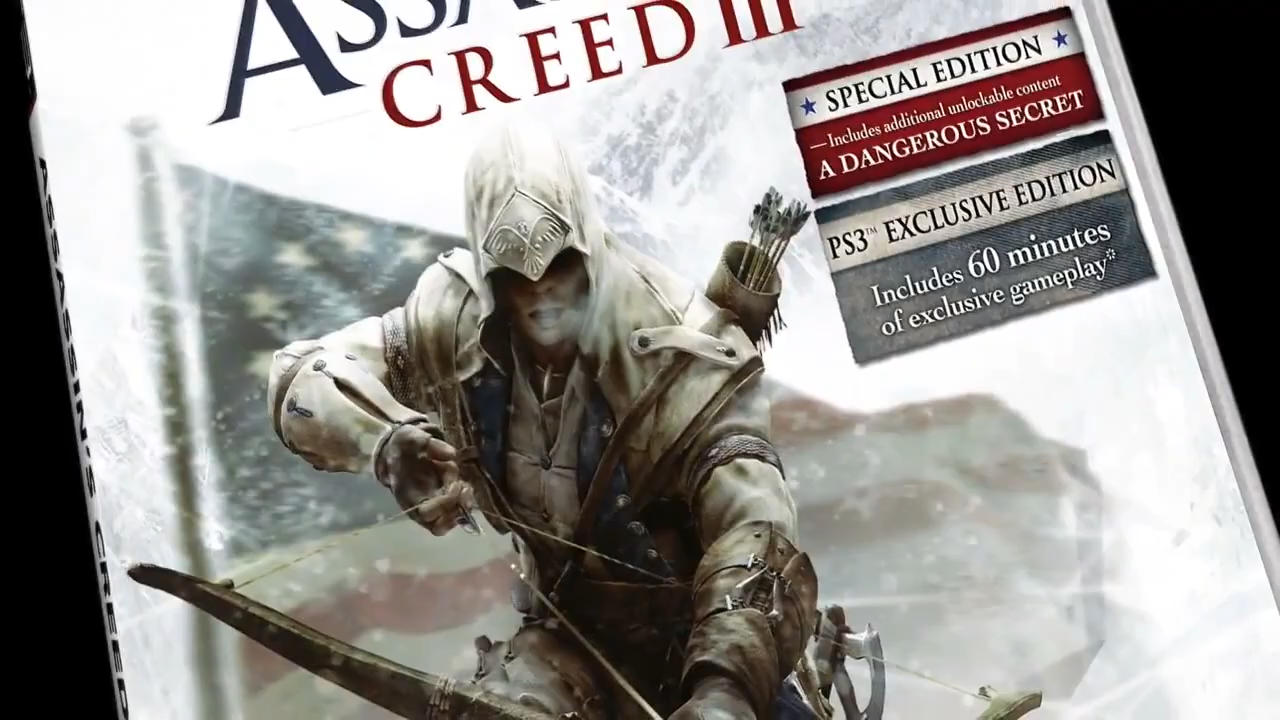 ASSA
CREED III
★ SPECIAL EDITION ★
—Includes additional unlockable content
A DANGEROUS SECRET
PS3™ EXCLUSIVE EDITION
Includes 60 minutes
of exclusive gameplay*
ASSASSIN'S CREED